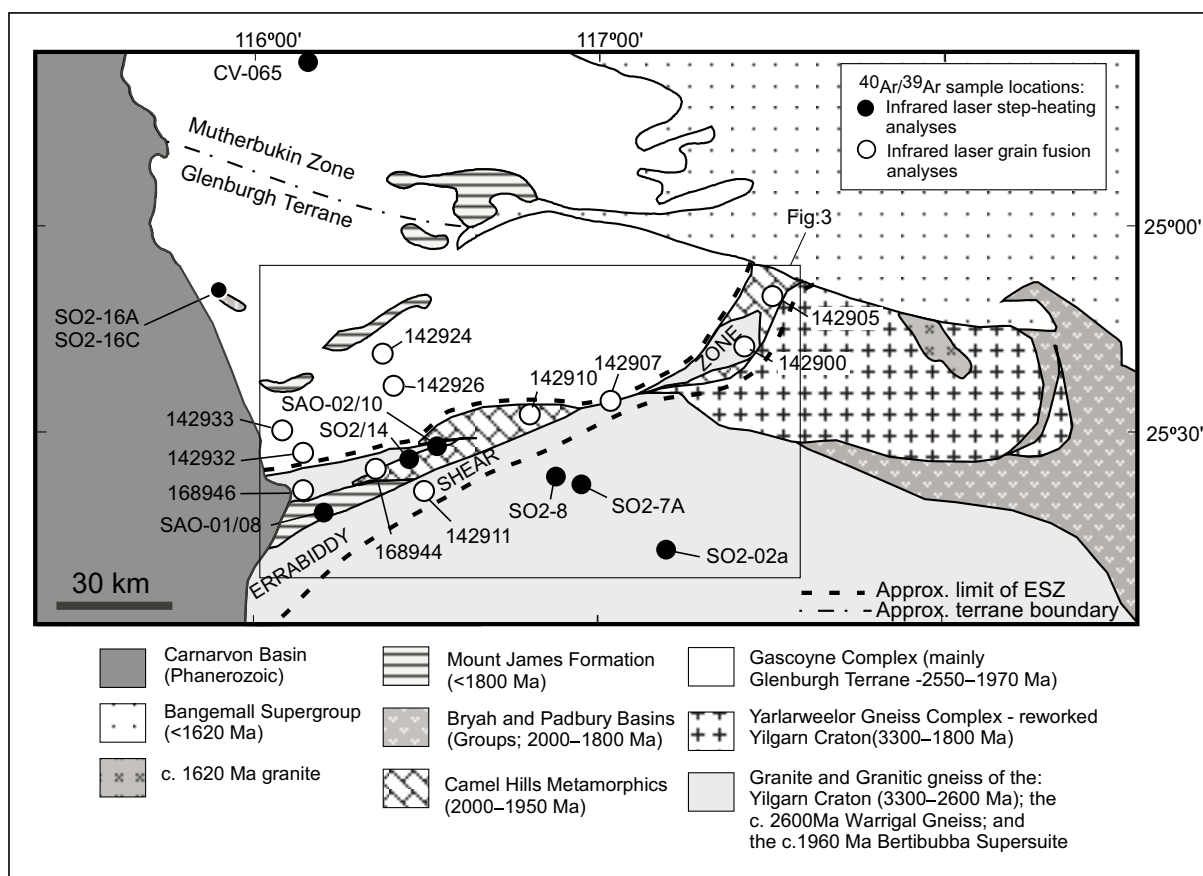 116º00'
117º00'
CV-065
40Ar/39Ar sample locations:
Infrared laser step-heating
analyses
Infrared laser grain fusion
analyses
Mutherbukin Zone
Glenburgh Terrane
Fig:3
25º00'
SO2-16A
SO2-16C
142905
142924
ZONE
142900
142907
142926
142910
SAO-02/10
SO2/14
142933
25º30'
142932
SHEAR
168946
SO2-8
SO2-7A
SAO-01/08
142911
168944
SO2-02a
ERRABIDDY
30 km
Approx. limit of ESZ
Approx. terrane boundary
Carnarvon Basin
(Phanerozoic)
Bangemall Supergroup
(<1620 Ma)
c. 1620 Ma granite
Mount James Formation
(<1800 Ma)
Bryah and Padbury Basins
(Groups; 2000–1800 Ma)
Camel Hills Metamorphics
(2000–1950 Ma)
Gascoyne Complex (mainly
Glenburgh Terrane -2550–1970 Ma)
Yarlarweelor Gneiss Complex - reworked
Yilgarn Craton(3300–1800 Ma)
Granite and Granitic gneiss of the:
Yilgarn Craton (3300–2600 Ma); the
c. 2600Ma Warrigal Gneiss; and
the c.1960 Ma Bertibubba Supersuite